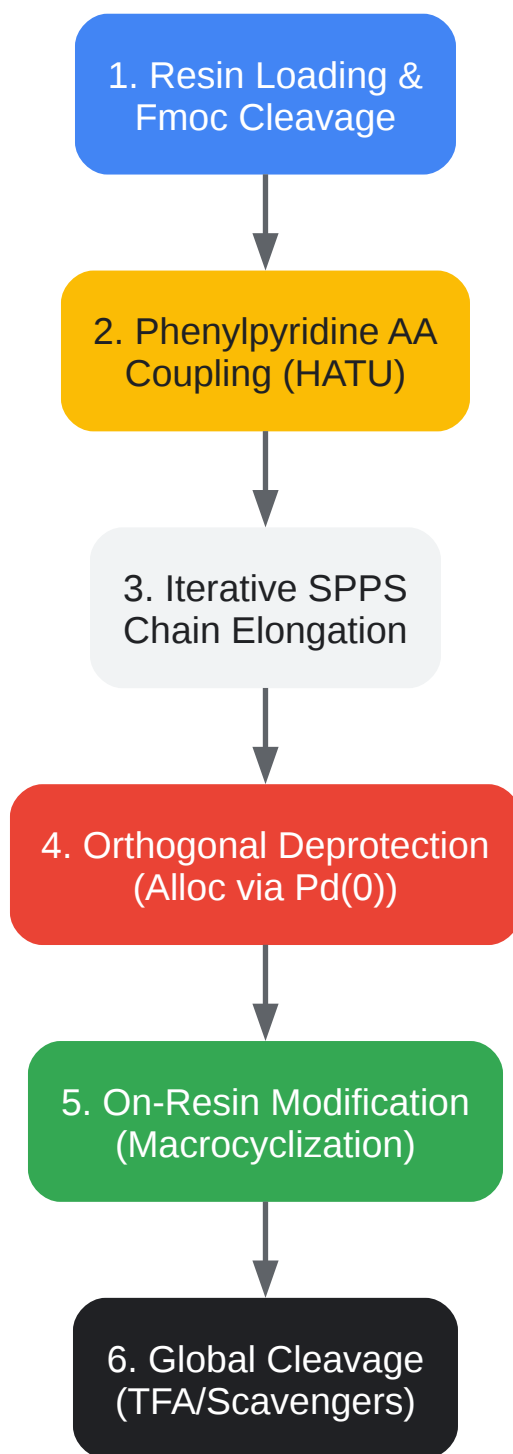 1. Resin Loading &
Fmoc Cleavage
2. Phenylpyridine AA
Coupling (HATU)
3. Iterative SPPS
Chain Elongation
4. Orthogonal Deprotection
(Alloc via Pd(0))
5. On-Resin Modification
(Macrocyclization)
6. Global Cleavage
(TFA/Scavengers)